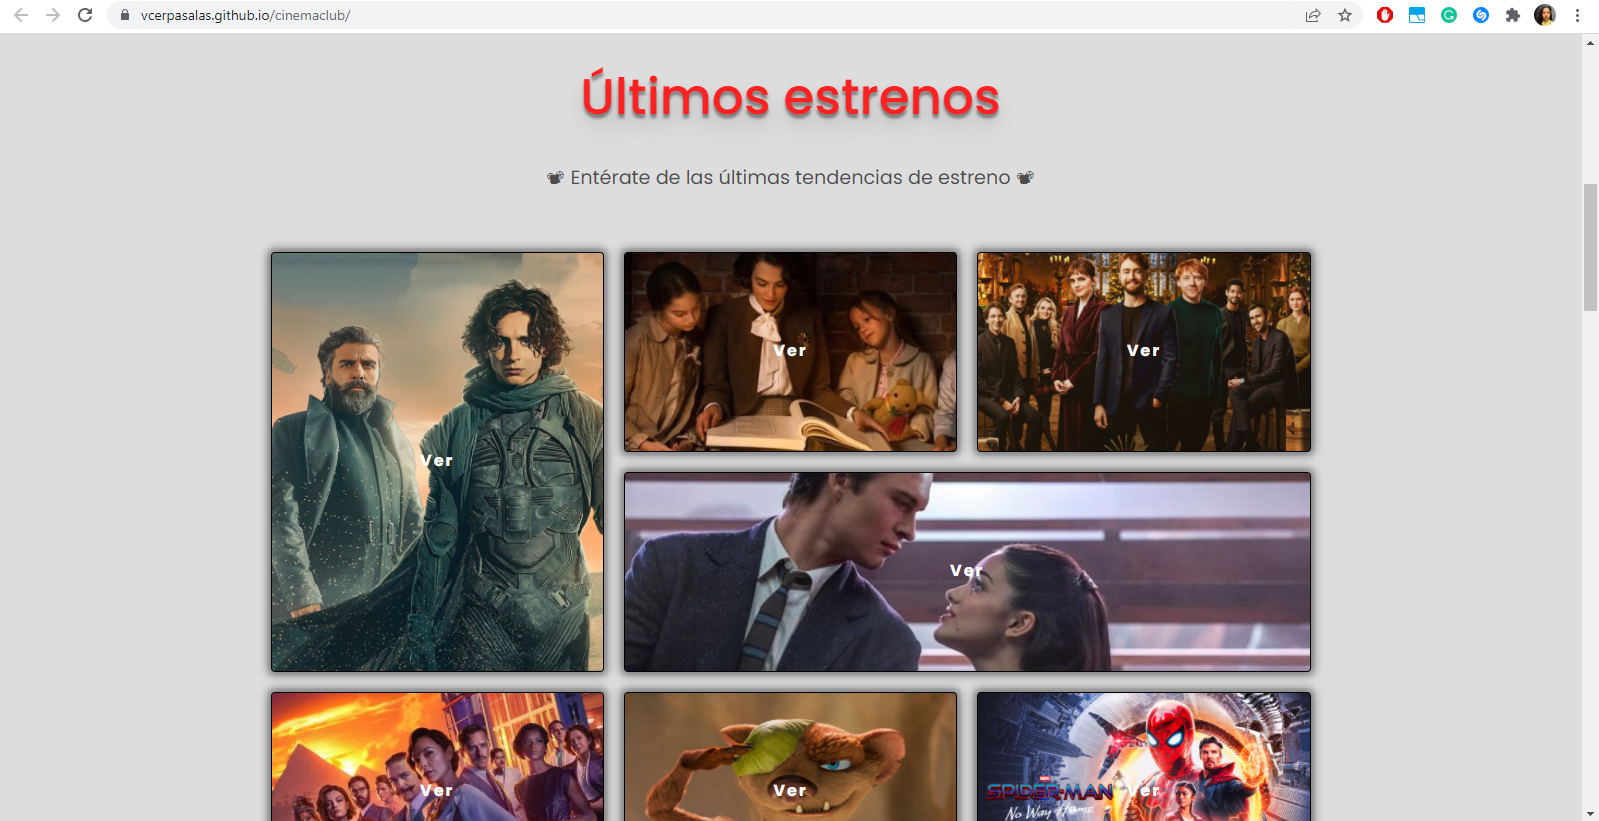 vcerpasalas.github.io/cinemaclub/
Últimos estrenos
Entérate de las últimas tendencias de estreno
Ver
Ver
Ver
Ver
Ver
Ver
MARVEL
SPIDER-MAN
NO WAY HOME
Ver